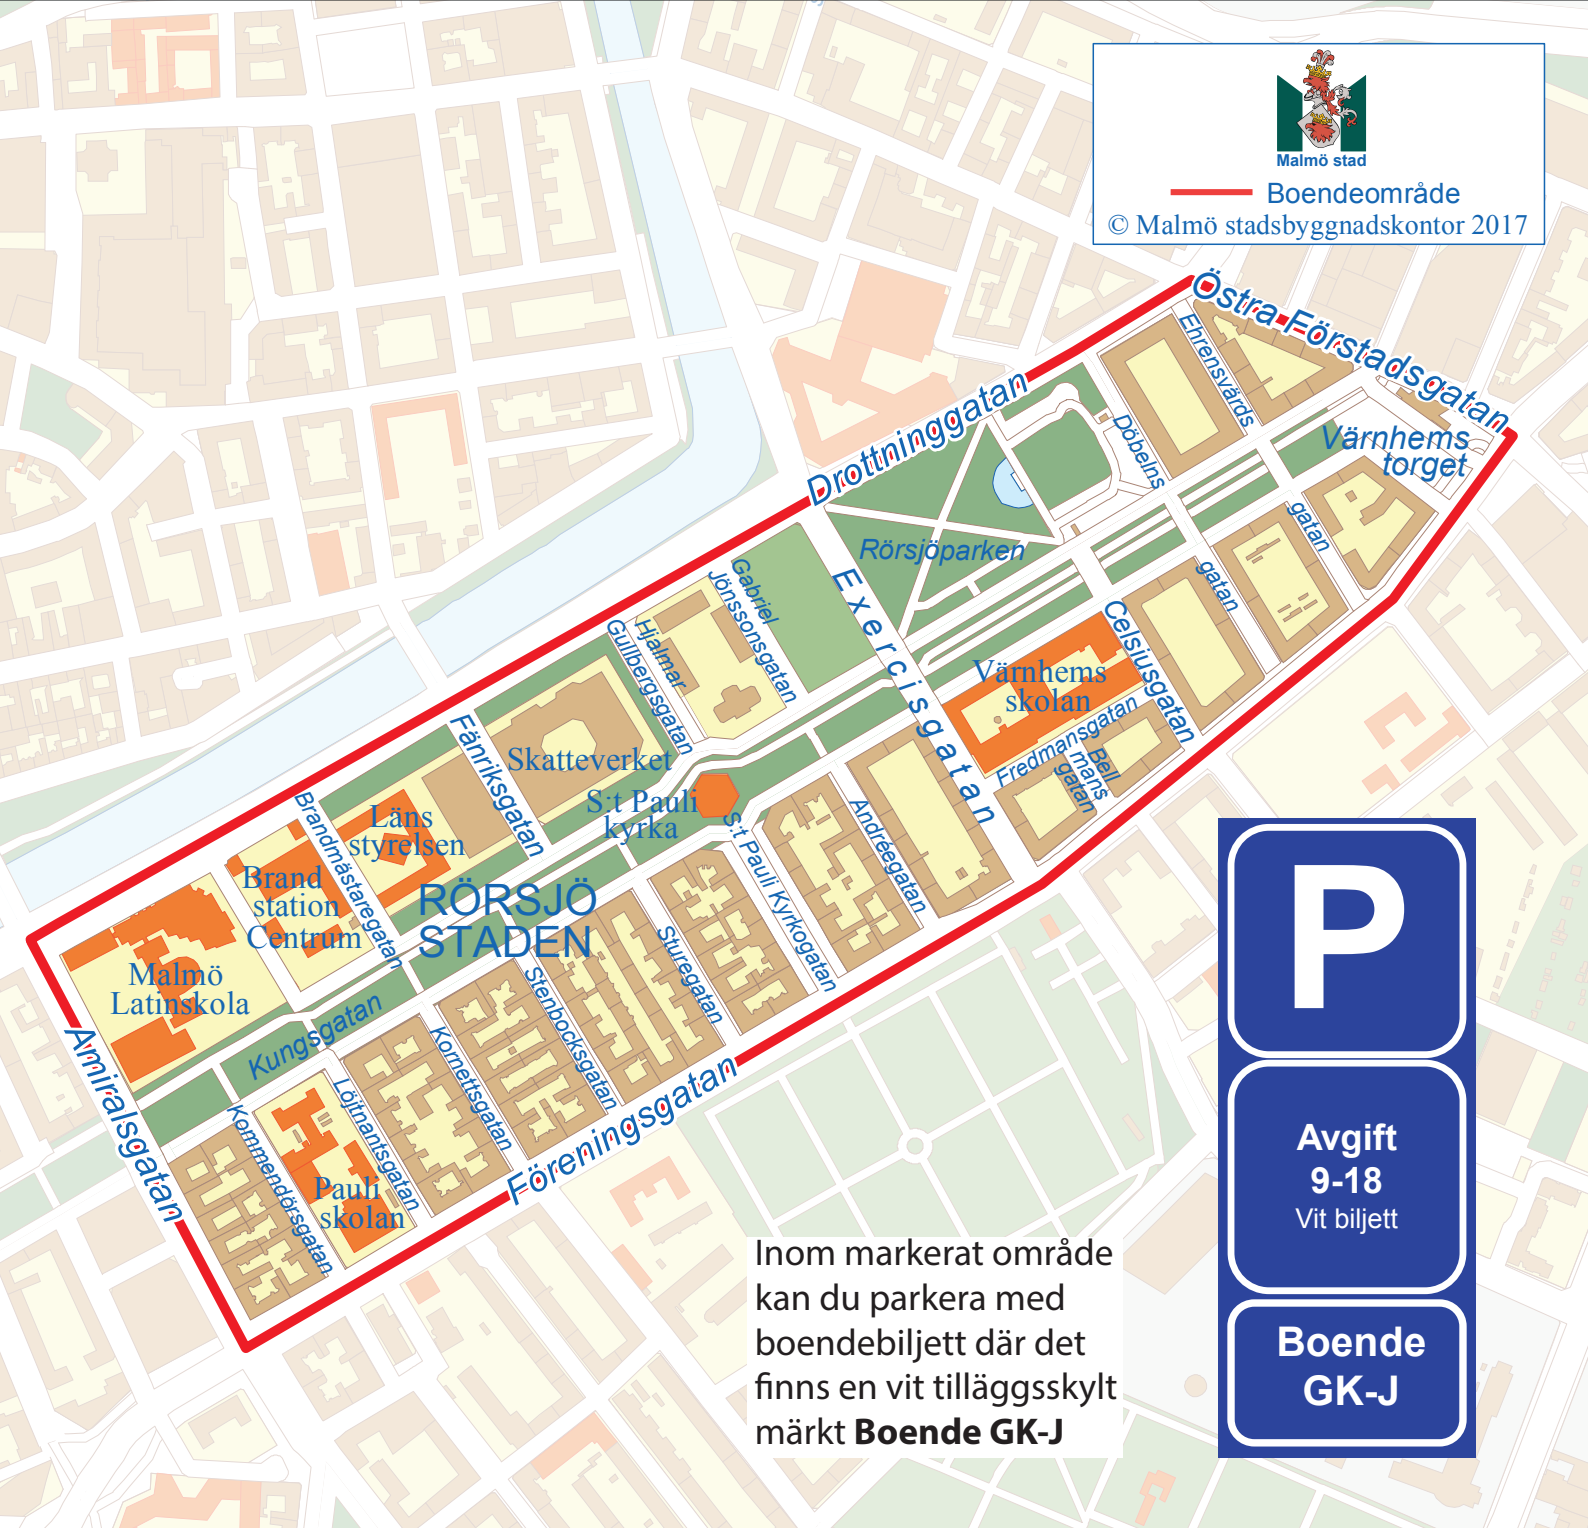 Malmö stad
Boendeområde
© Malmö stadsbyggnadskontor 2017
Östra Förstadsgatan
Ehrensvärds
gatan
Värnhems
torget
Döbelns
gatan
Drottninggatan
Rörsjöparken
Exercisgatan
Celsiusgatan
Värnhems
skolan
Fredmansgatan
Bell
mans
gatan
Gabriel
Jönssonsgatan
Hjalmar
Gullbergsgatan
Skatteverket
Fänriksgatan
S:t Pauli
kyrka
S:t Pauli Kyrkogatan
Andréegatan
Läns
styrelsen
Brandmästaregatan
Brand
station
Centrum
RÖRSJÖ
STADEN
Sturegatan
Stenbocksgatan
Malmö
Latinskola
Kungsgatan
Kornettsgatan
Löjtnantsgatan
Kommendörsgatan
Pauli
skolan
Amiralsgatan
Föreningsgatan
Inom markerat område
kan du parkera med
boendebiljett där det
finns en vit tilläggsskylt
märkt Boende GK-J
P
Avgift
9-18
Vit biljett
Boende
GK-J